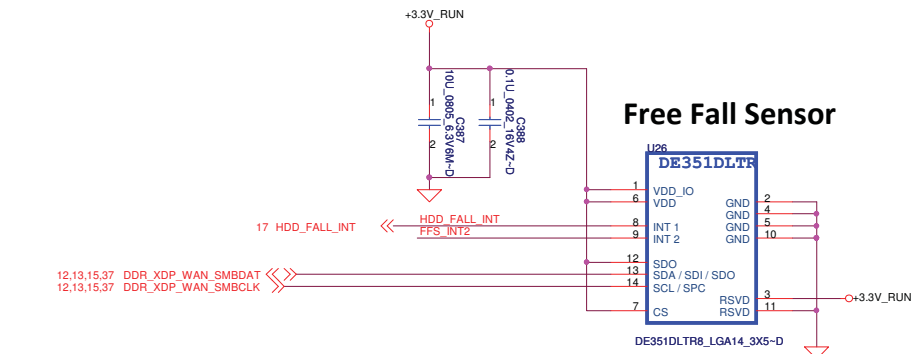 +3.3V_RUN
10U_0805_6.3V6M~D
C387
1
2
0.1U_0402_16V4Z~D
C388
1
2
Free Fall Sensor
U26
DE351DLTR
1 VDD_IO
6 VDD
GND 2
GND 4
GND 5
GND 10
17 HDD_FALL_INT
HDD_FALL_INT
8 INT 1
FFS_INT2
9 INT 2
12 SDO
12,13,15,37 DDR_XDP_WAN_SMBDAT
13 SDA / SDI / SDO
12,13,15,37 DDR_XDP_WAN_SMBCLK
14 SCL / SPC
RSVD 3
+3.3V_RUN
7 CS
RSVD 11
DE351DLTR8_LGA14_3X5~D